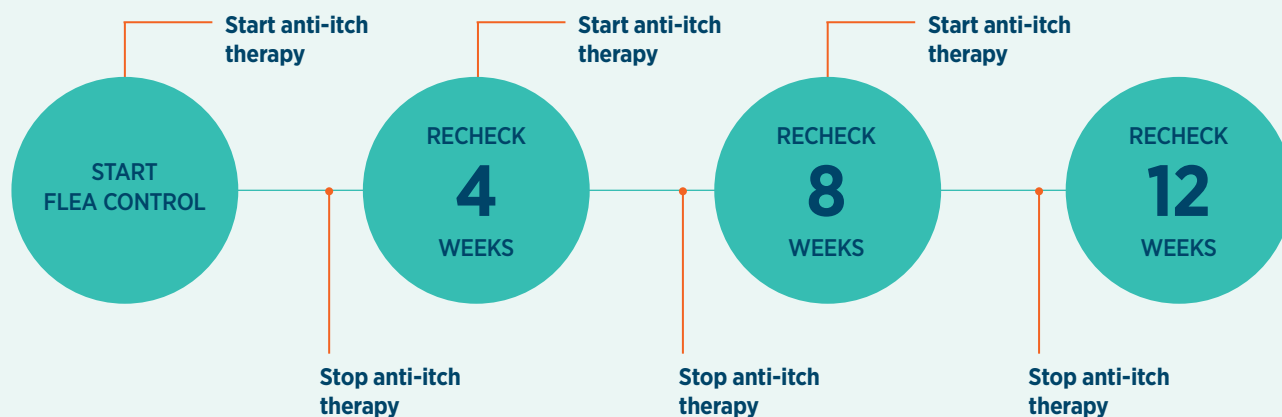 Start anti-itch
therapy
Start anti-itch
therapy
Start anti-itch
therapy
START
FLEA CONTROL
RECHECK
4
WEEKS
RECHECK
8
WEEKS
RECHECK
12
WEEKS
Stop anti-itch
therapy
Stop anti-itch
therapy
Stop anti-itch
therapy